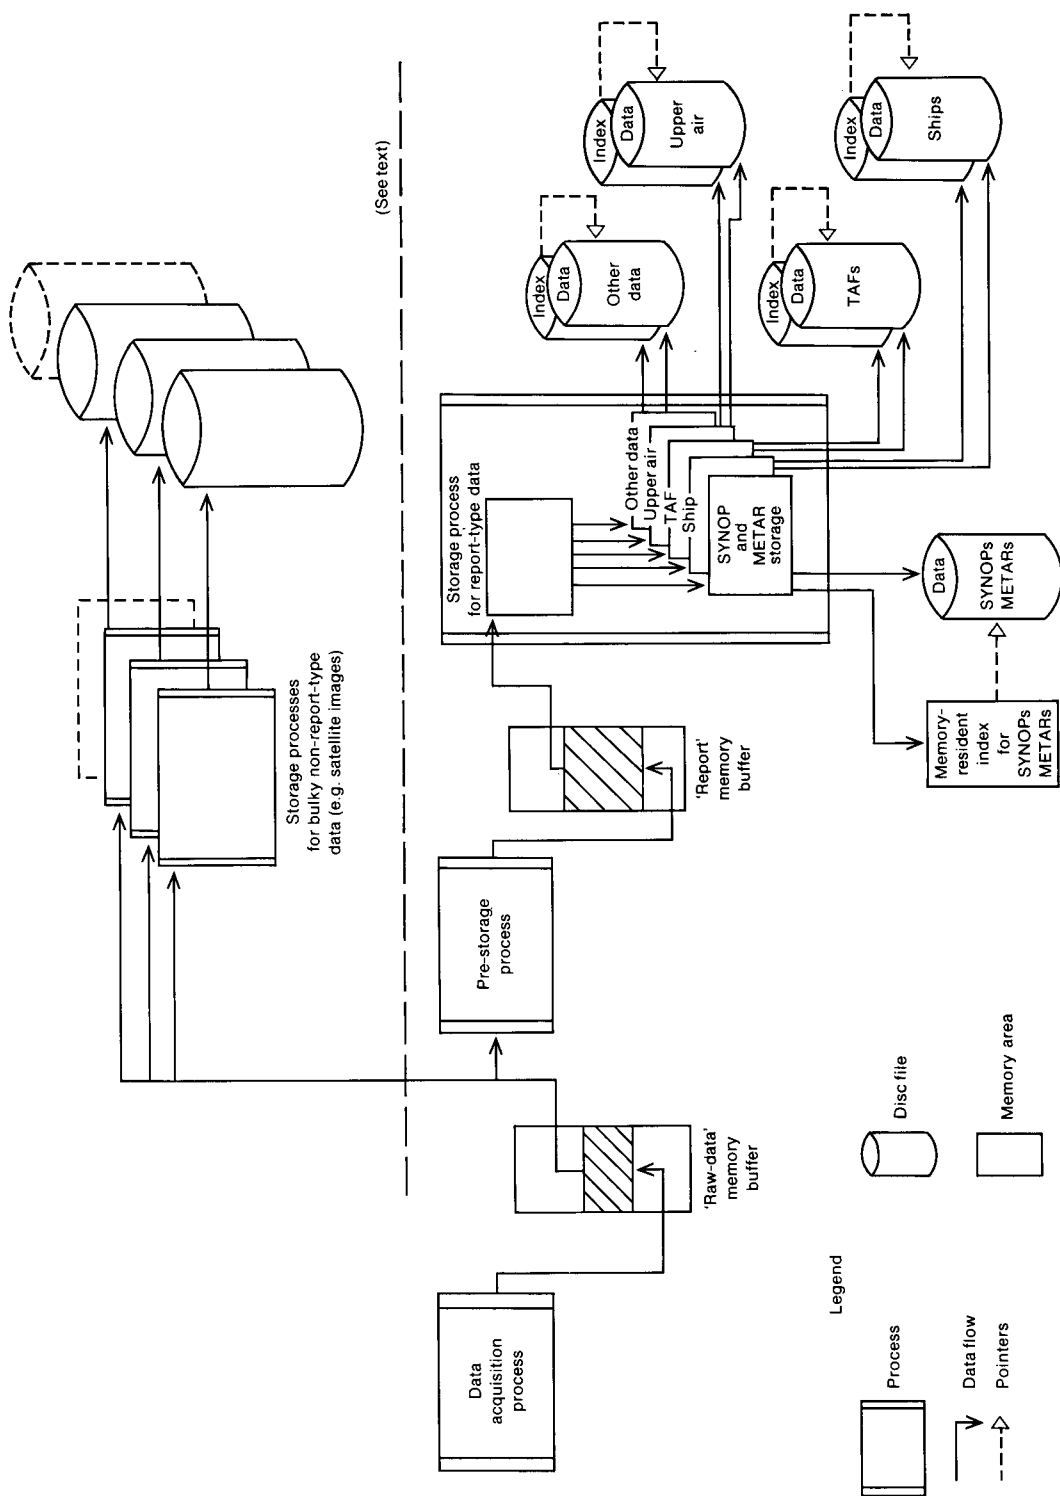 (See text)
Storage processes
for bulky non-report-type
data (e.g. satellite images)
Data
acquisition
process
'Raw-data'
memory
buffer
Pre-storage
process
'Report'
memory
buffer
Storage process
for report-type data
Other data
Upper air
TAF
Ship
SYNOP
and
METAR
storage
Index
Data
Other
data
Index
Data
Upper
air
Index
Data
TAFs
Index
Data
Ships
Memory-
resident
index
for
SYNOPs
METARs
Data
SYNOPs
METARs
Legend
Process
Disc file
Data flow
Pointers
Memory area